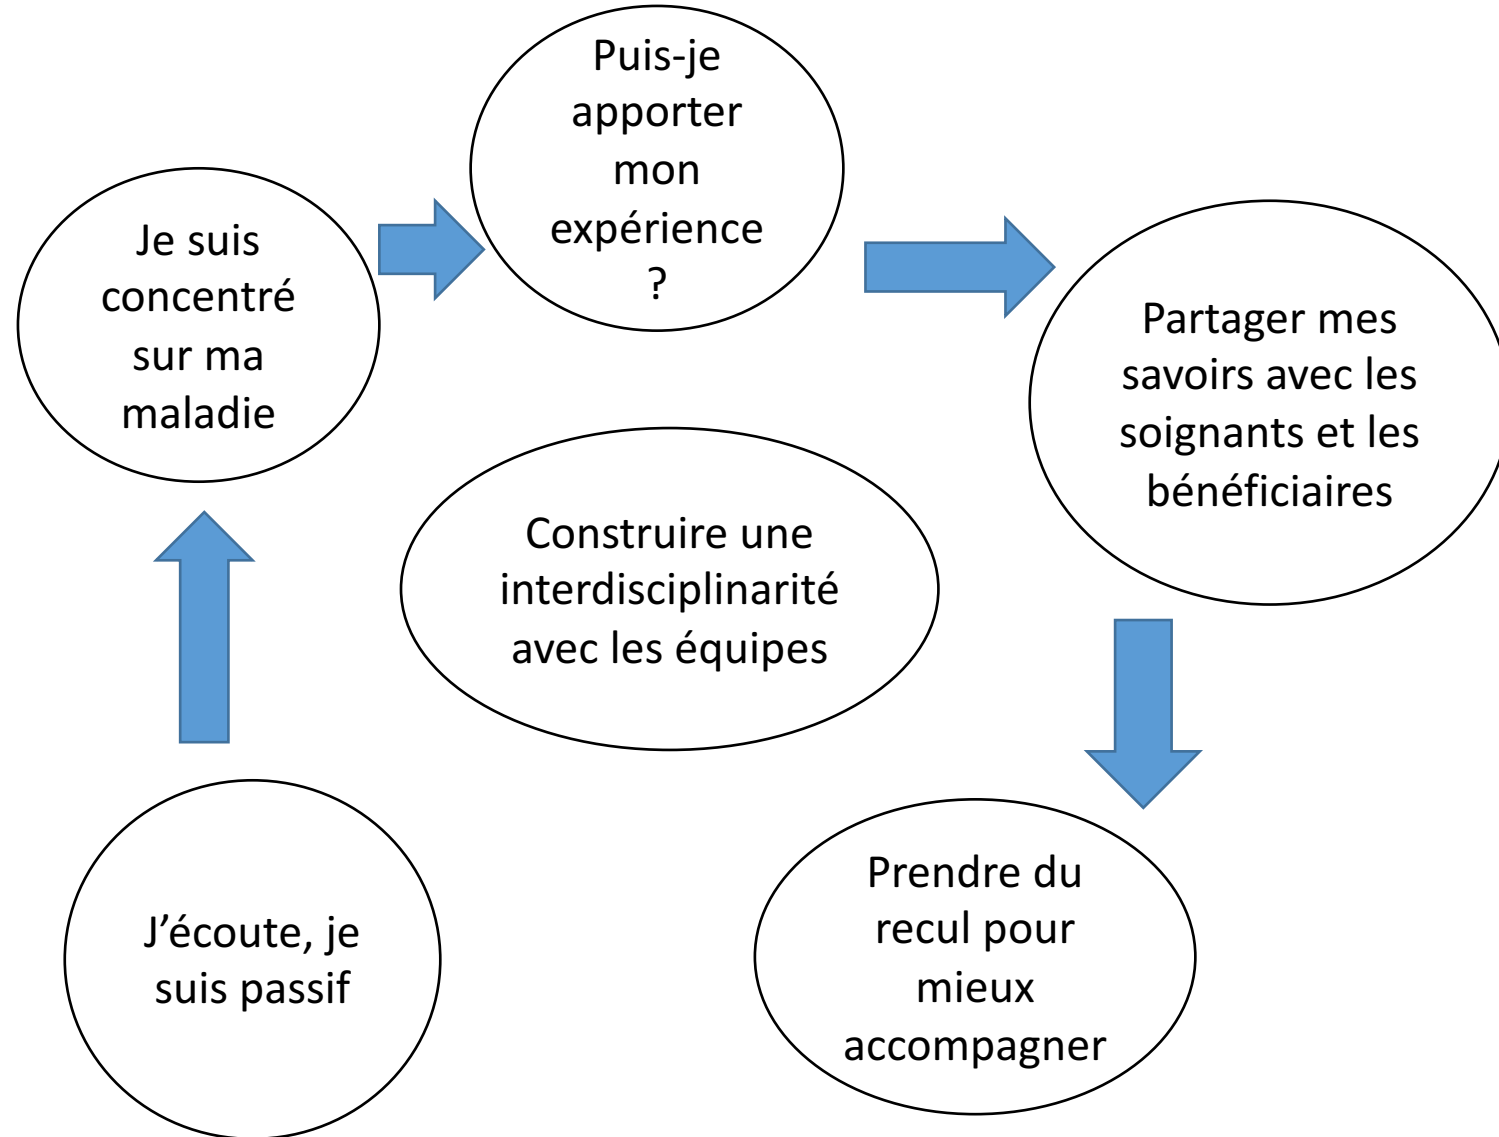 Puis-je
apporter
mon
expérience
?
Je suis
concentré
sur ma
maladie
Partager mes
savoirs avec les
soignants et les
bénéficiaires
Construire une
interdisciplinarité
avec les équipes
J’écoute, je
suis passif
Prendre du
recul pour
mieux
accompagner